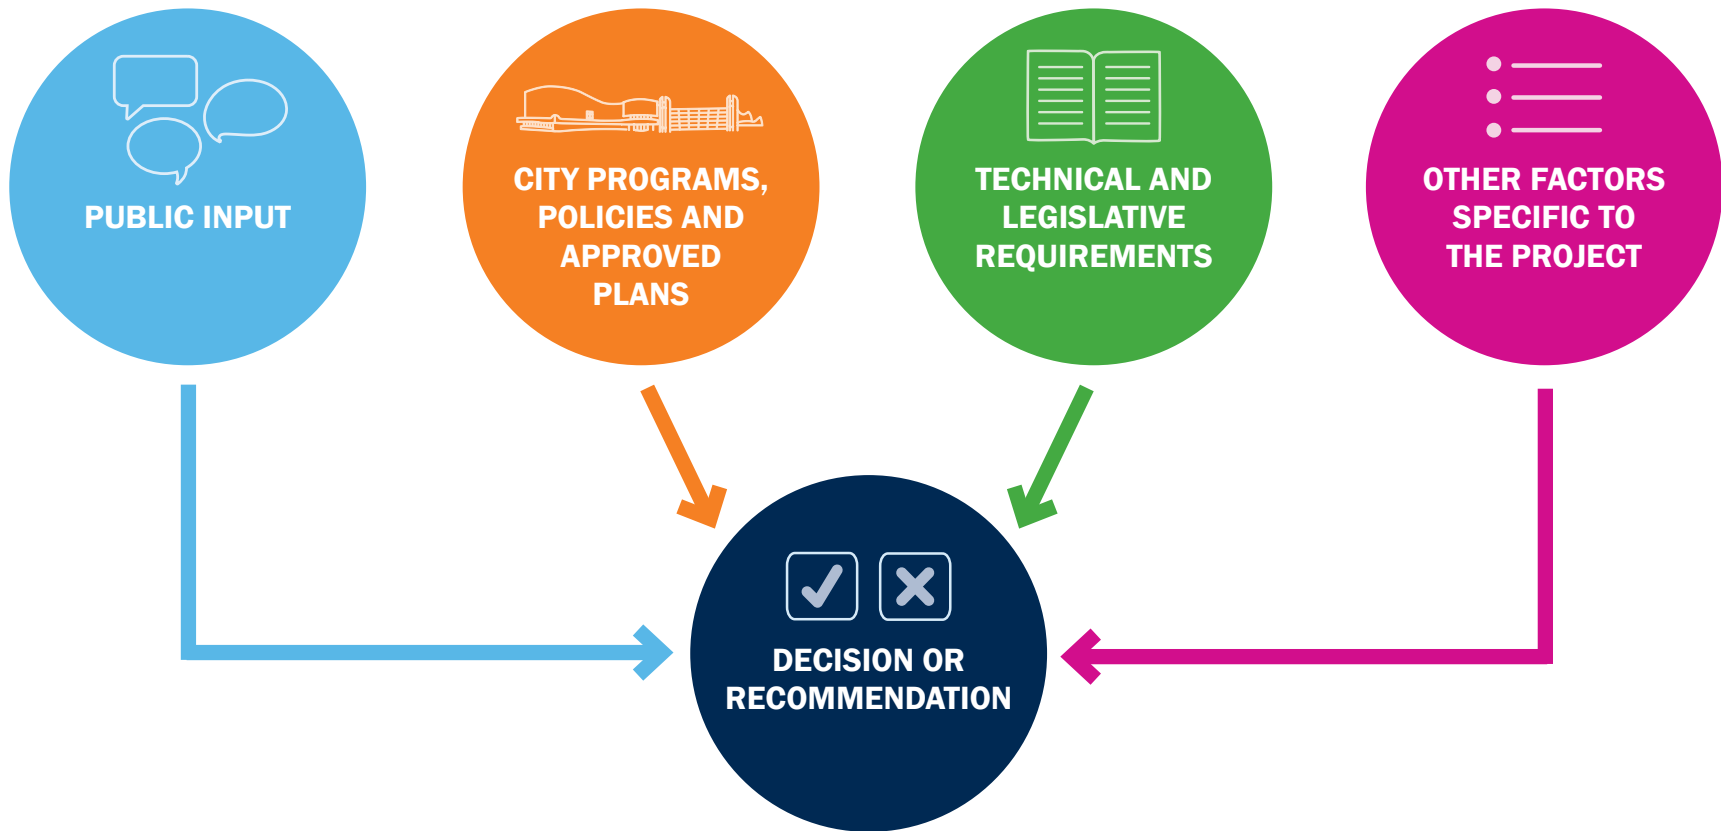 PUBLIC INPUT
CITY PROGRAMS,
POLICIES AND
APPROVED
PLANS
TECHNICAL AND
LEGISLATIVE
REQUIREMENTS
OTHER FACTORS
SPECIFIC TO
THE PROJECT
DECISION OR
RECOMMENDATION